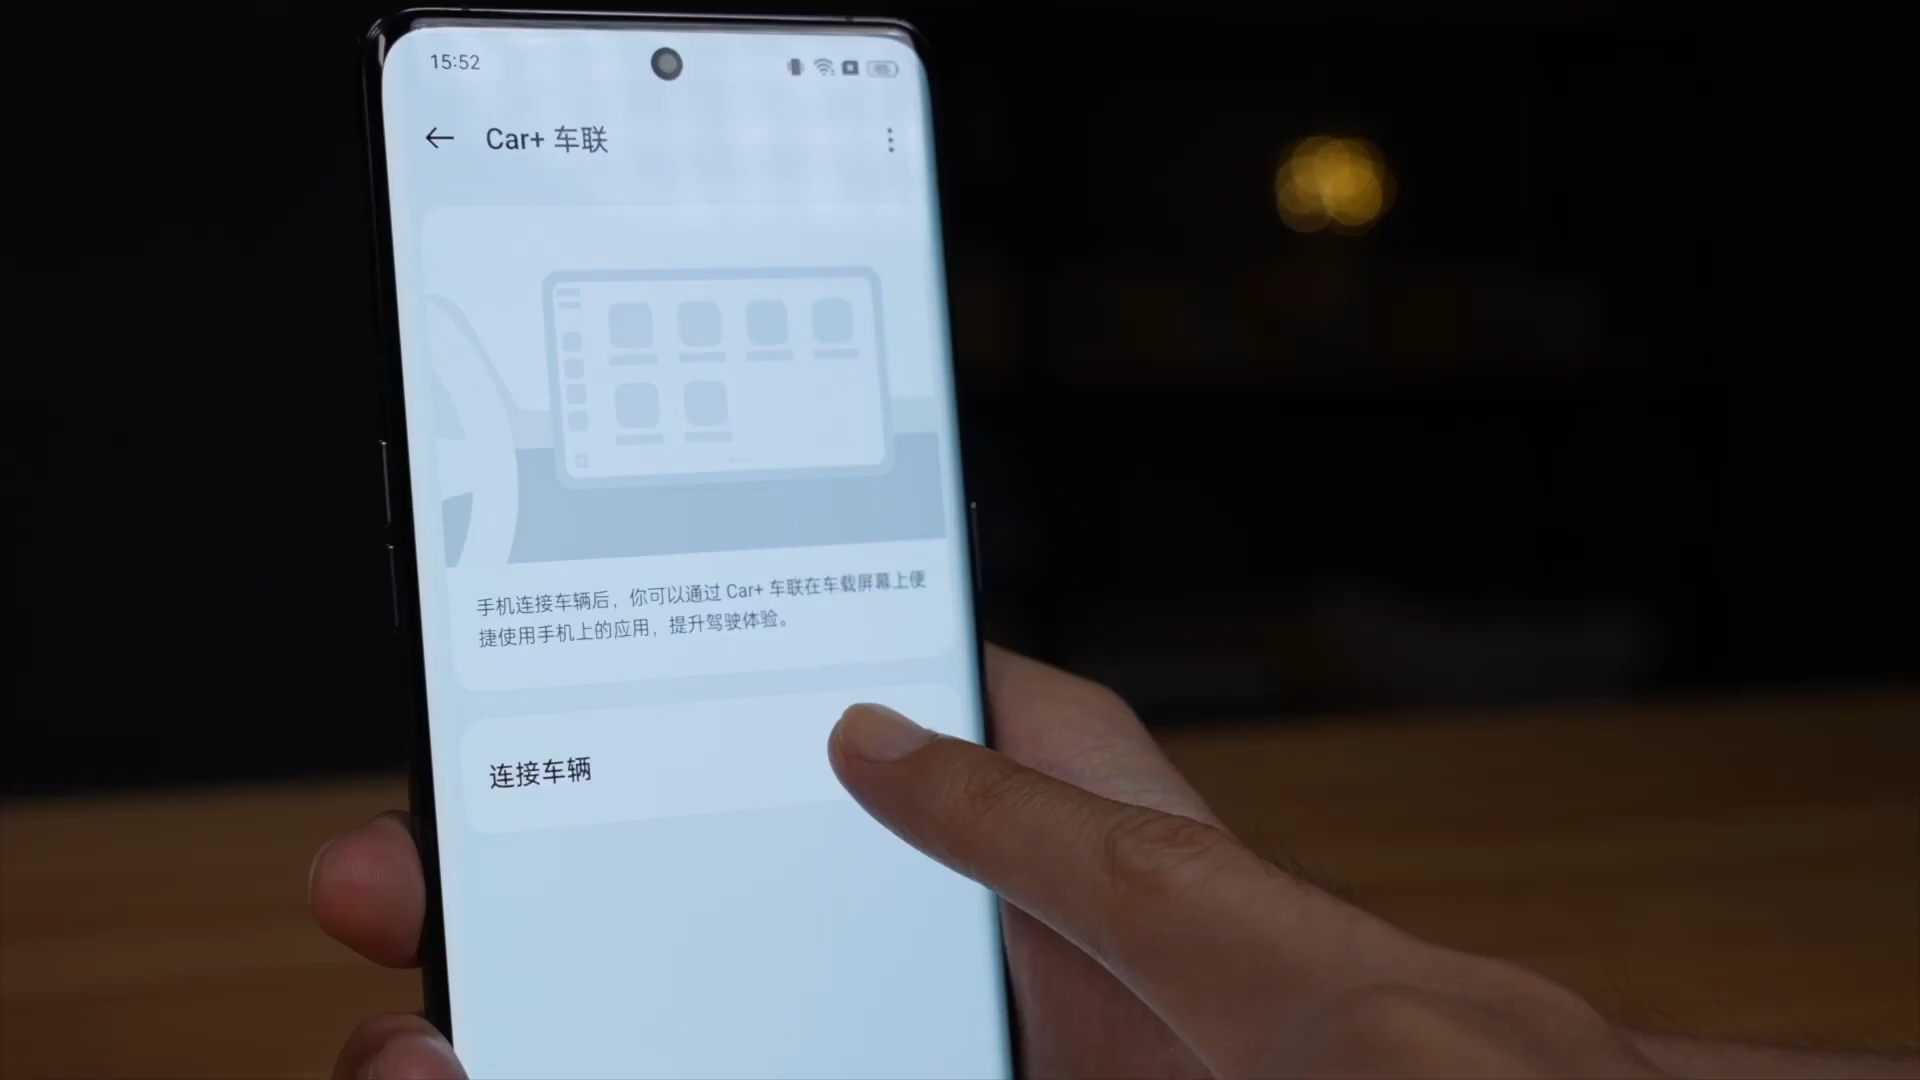 15:52
Car+ 车联
手机连接车辆后，你可以通过 Car+ 车联在车载屏幕上便
捷使用手机上的应用，提升驾驶体验。
连接车辆